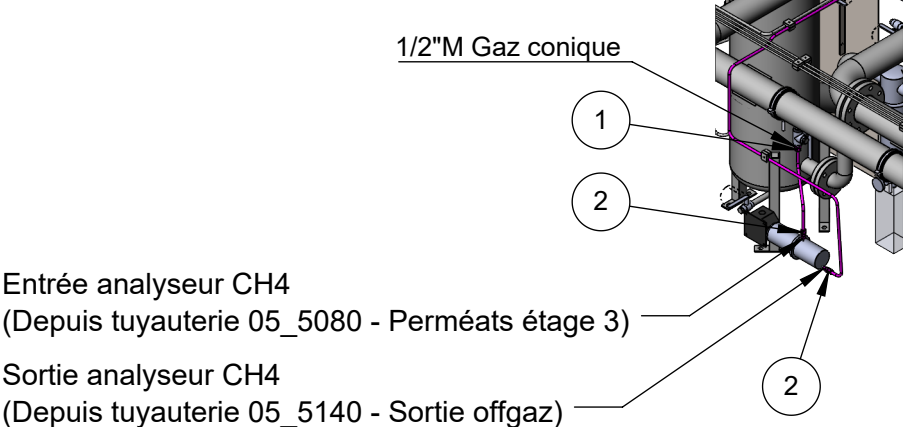 1/2"M Gaz conique
1
2
Entrée analyseur CH4
(Depuis tuyauterie 05_5080 - Perméats étage 3)
Sortie analyseur CH4
(Depuis tuyauterie 05_5140 - Sortie offgaz)
2